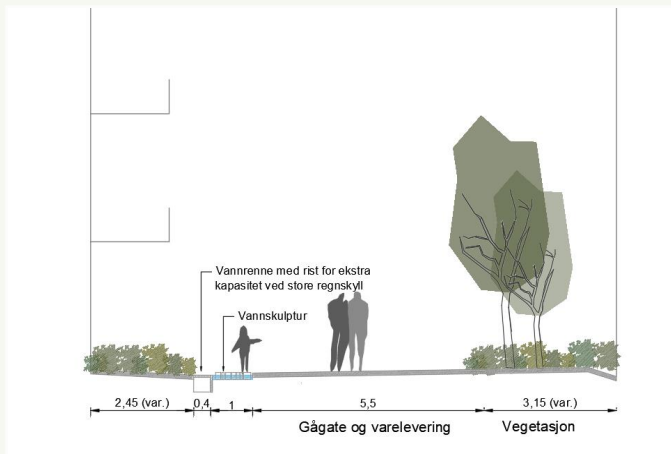 Vannrenne med rist for ekstra
kapasitet ved store regnskyll
Vannskulptur
2,45 (var.) 0,4 1 5,5 3,15 (var.)
Gågate og varelevering Vegetasjon